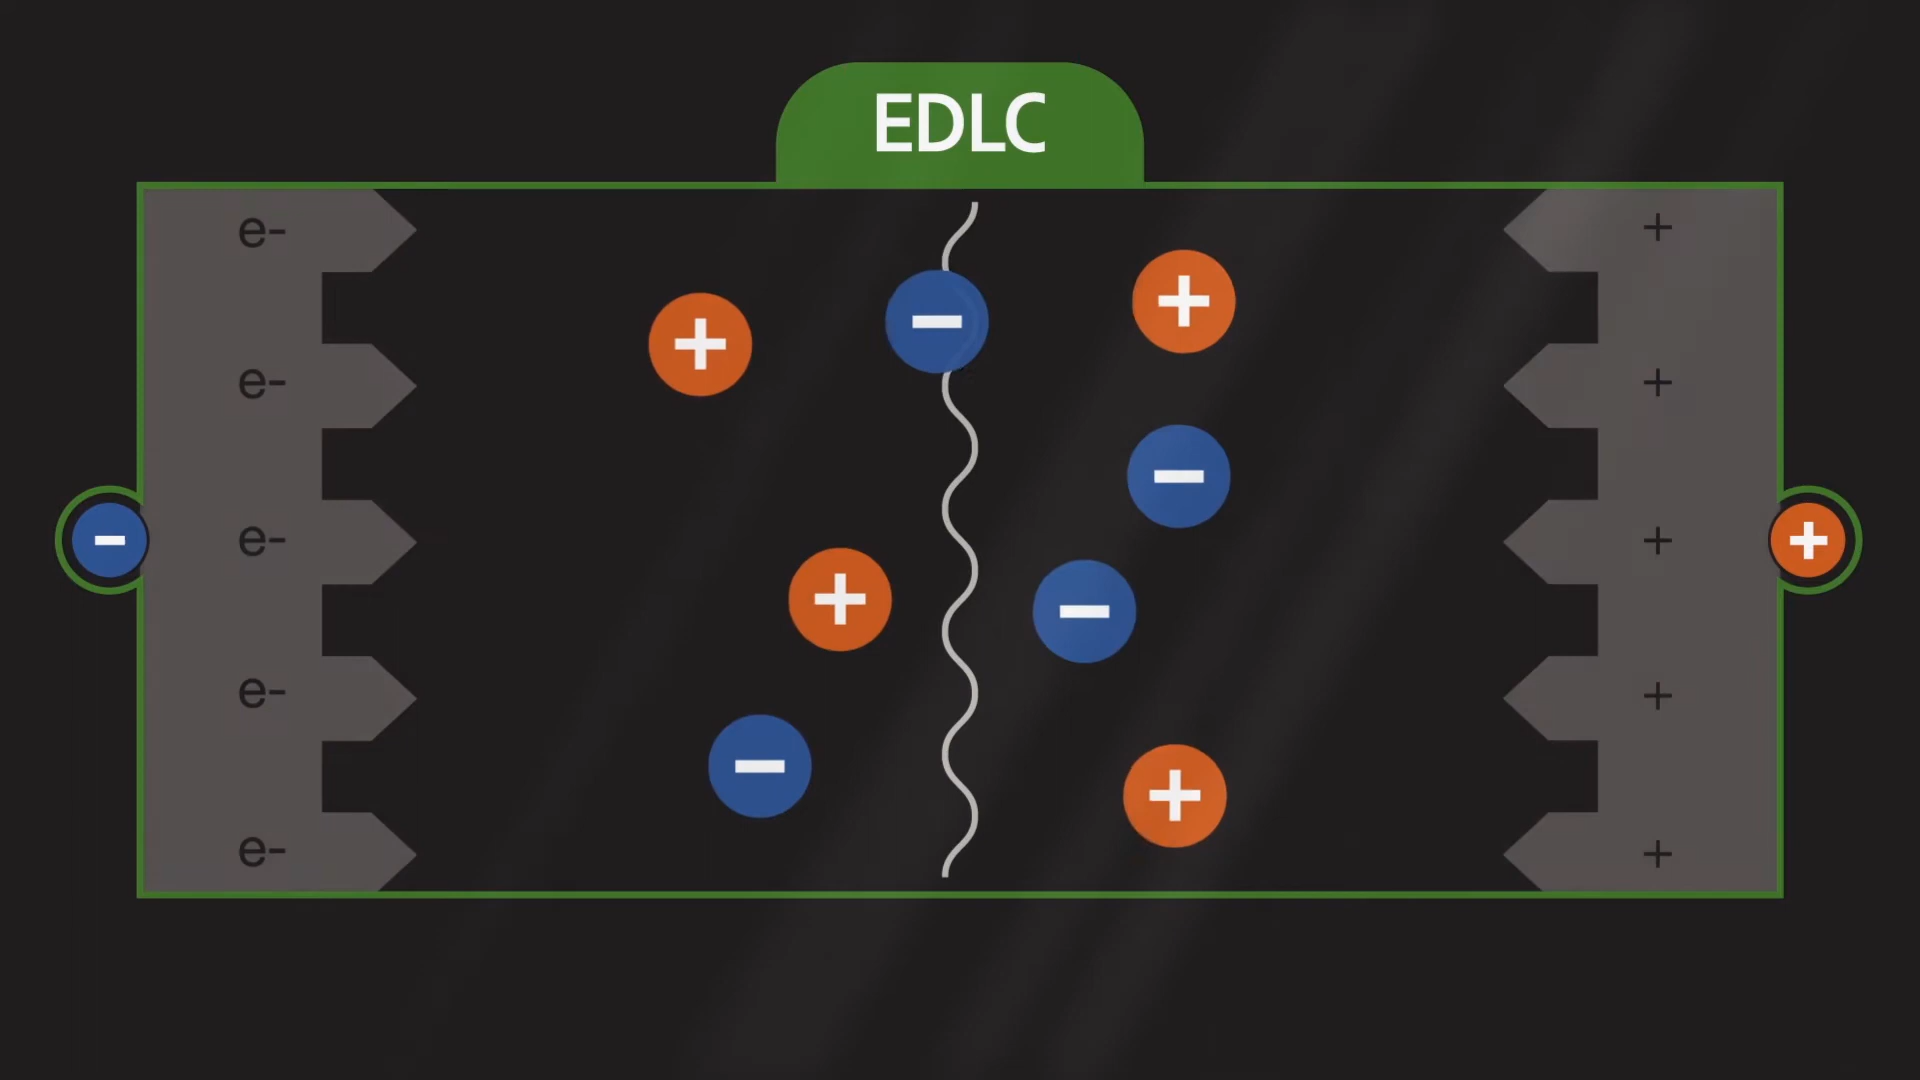 EDLC
e- +
+ - +
e- +
-
- e- + +
+ -
e- +
- +
e- +